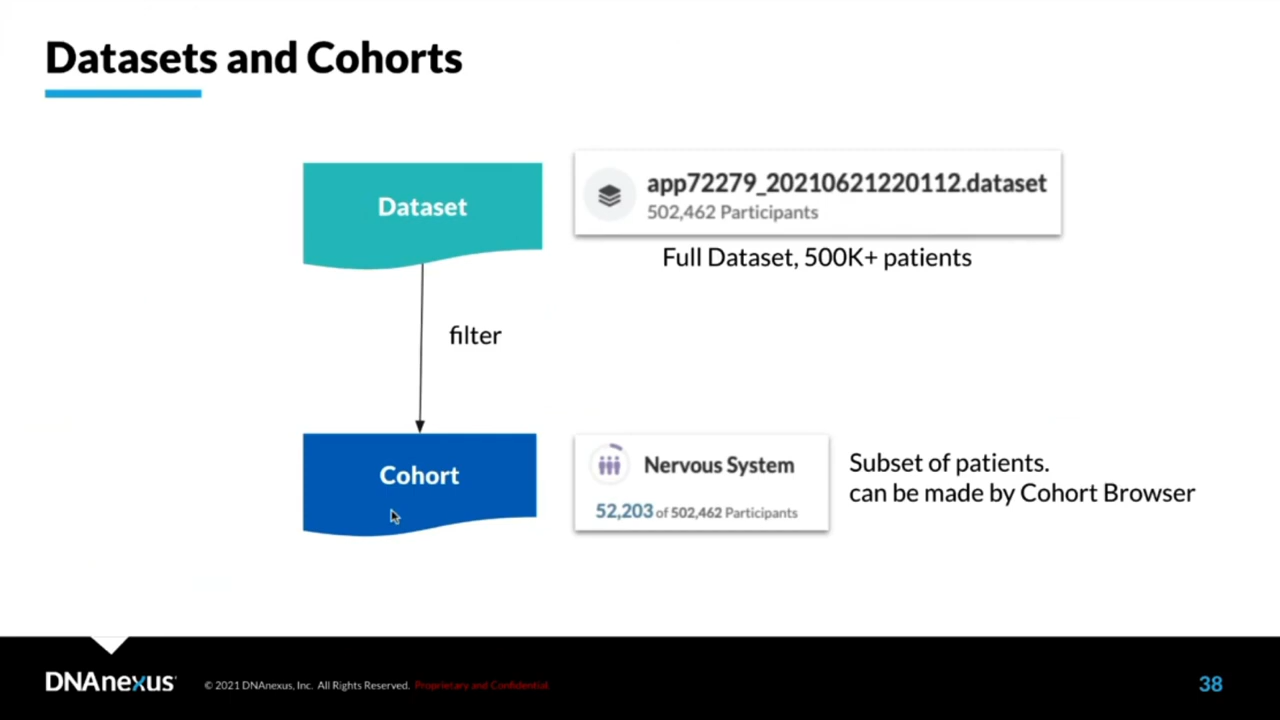 Datasets and Cohorts
Dataset
app72279_20210621220112.dataset
502,462 Participants
Full Dataset, 500K+ patients
filter
Cohort
Nervous System
52,203 of 502,462 Participants
Subset of patients.
can be made by Cohort Browser
DNAnexus
© 2021 DNAnexus, Inc. All Rights Reserved. Proprietary and Confidential.
38